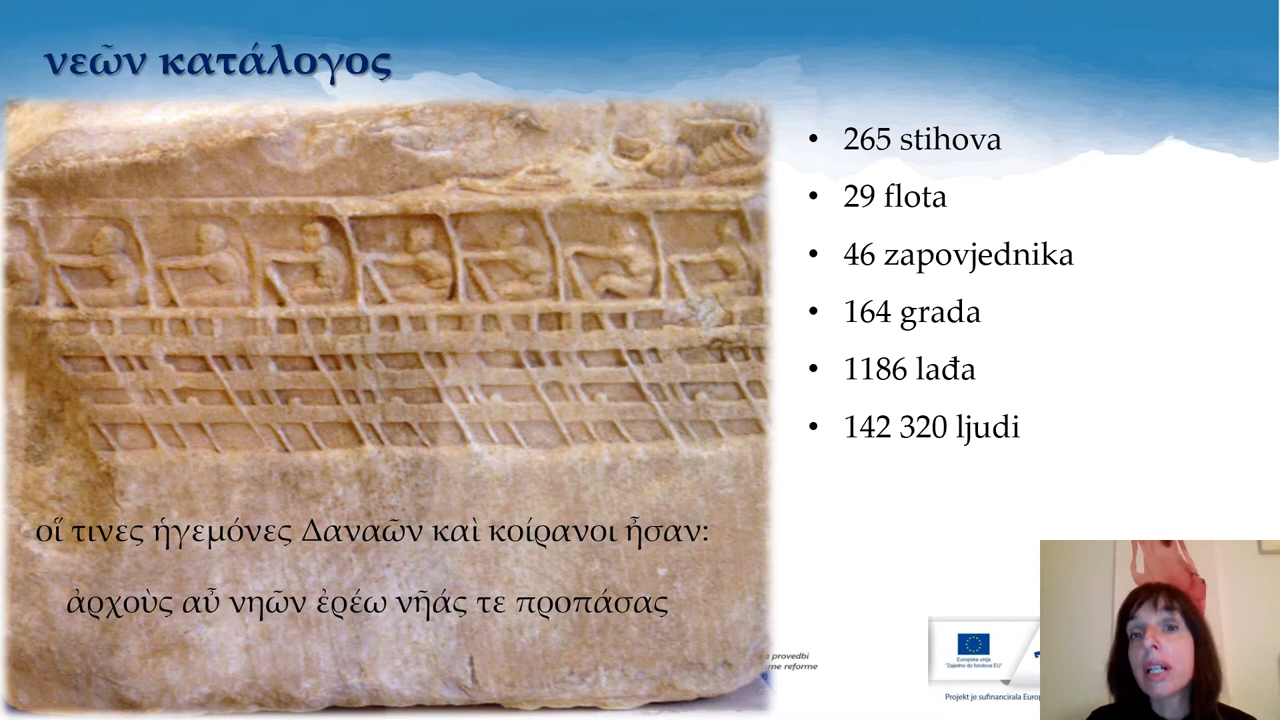 νεῶν κατάλογος
• 265 stihova
• 29 flota
• 46 zapovjednika
• 164 grada
• 1186 lađa
• 142 320 ljudi
οἵ τινες ἡγεμόνες Δαναῶν καὶ κοίρανοι ἦσαν:
ἀρχοὺς αὖ νηῶν ἐρέω νῆάς τε προπάσας
provedbi
reforme
Europska unija
"Zajedno do fondova EU"
Projekt je sufinancirala